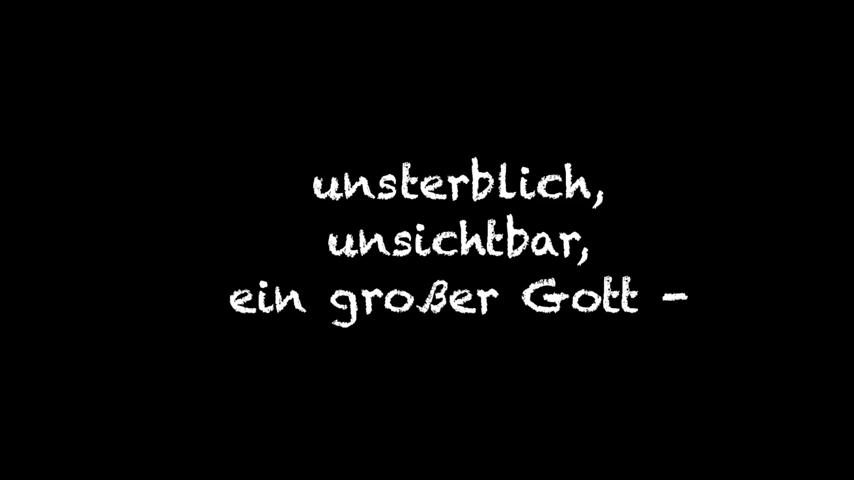 unsterblich,
unsichtbar,
ein großer Gott -